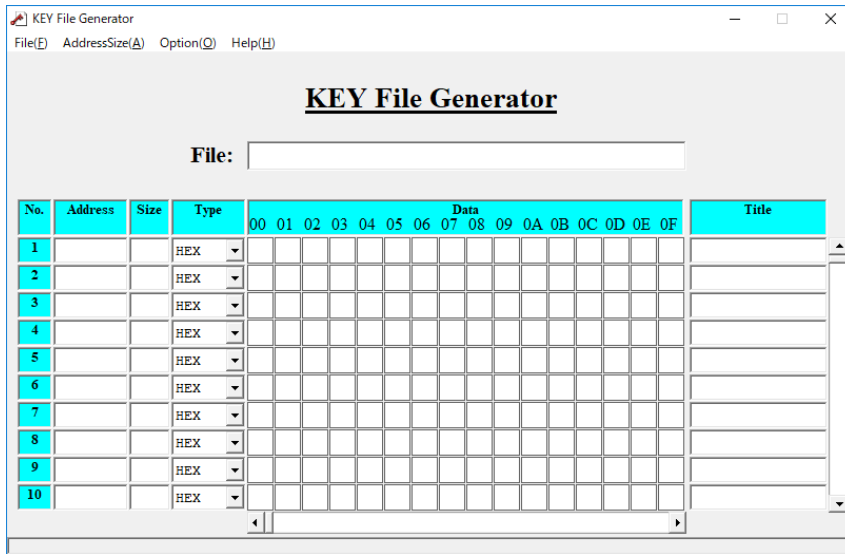 KEY File Generator
File(F) AddressSize(A) Option(O) Help(H)
KEY File Generator
File:
No. Address Size Type Data Title
00 01 02 03 04 05 06 07 08 09 0A 0B 0C 0D 0E 0F
1 HEX
2 HEX
3 HEX
4 HEX
5 HEX
6 HEX
7 HEX
8 HEX
9 HEX
10 HEX